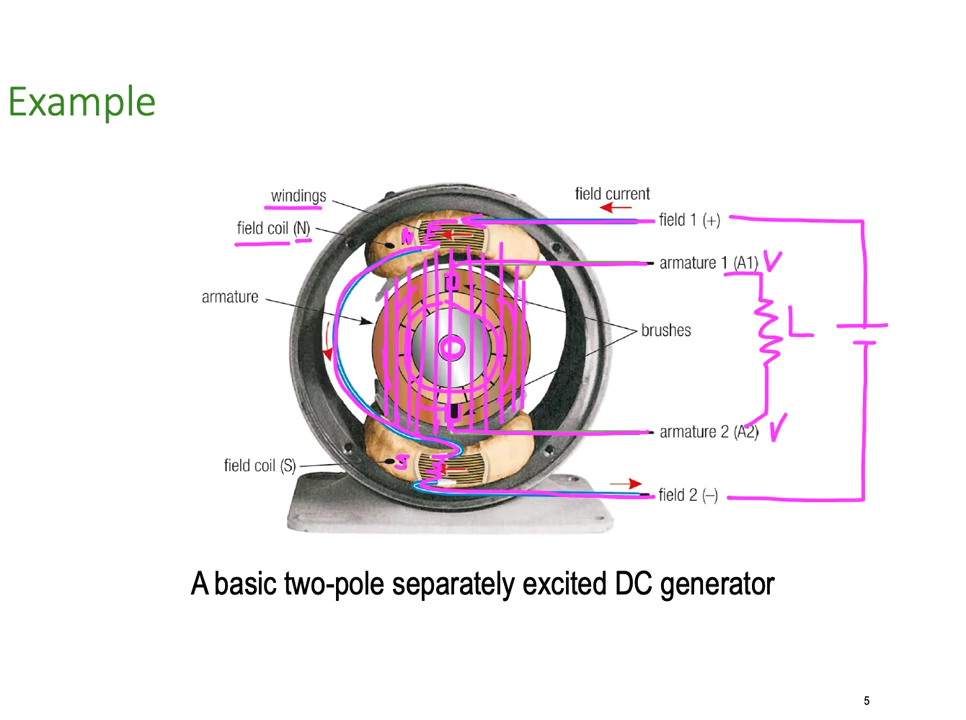 Example
windings
field current
field coil (N)
field 1 (+)
N
armature 1 (A1) V
armature
brushes
L
armature 2 (A2) V
field coil (S)
S
field 2 (–)
A basic two-pole separately excited DC generator
5